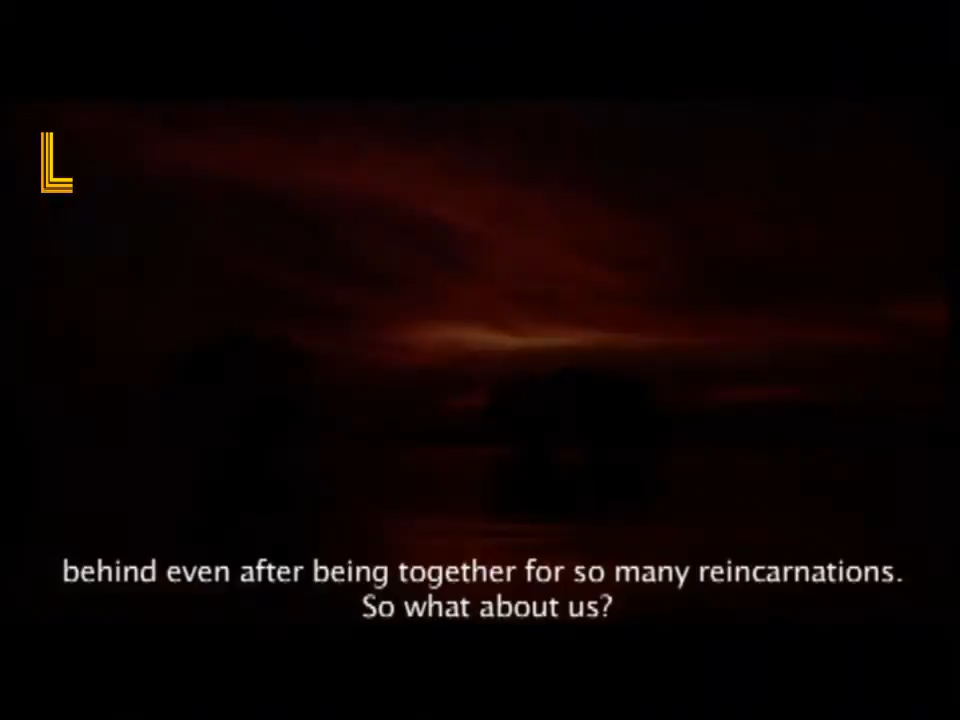 L
behind even after being together for so many reincarnations.
So what about us?